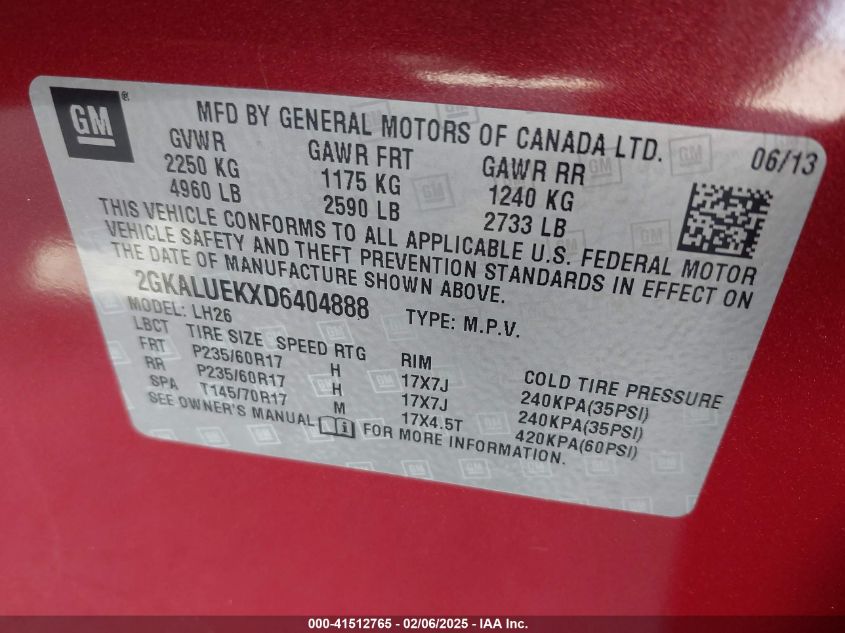 GM®
MFD BY GENERAL MOTORS OF CANADA LTD.
06/13
GVWR GAWR FRT GAWR RR
2250 KG 1175 KG 1240 KG
4960 LB 2590 LB 2733 LB
THIS VEHICLE CONFORMS TO ALL APPLICABLE U.S. FEDERAL MOTOR
VEHICLE SAFETY AND THEFT PREVENTION STANDARDS IN EFFECT ON
THE DATE OF MANUFACTURE SHOWN ABOVE.
2GKALUEKXD6404888 TYPE: M.P.V.
MODEL: LH26
LBCT TIRE SIZE SPEED RTG RIM COLD TIRE PRESSURE
FRT P235/60R17 H 17X7J 240KPA(35PSI)
RR P235/60R17 H 17X7J 240KPA(35PSI)
SPA T145/70R17 M 17X4.5T 420KPA(60PSI)
SEE OWNER'S MANUAL FOR MORE INFORMATION.
000-41512765 - 02/06/2025 - IAA Inc.